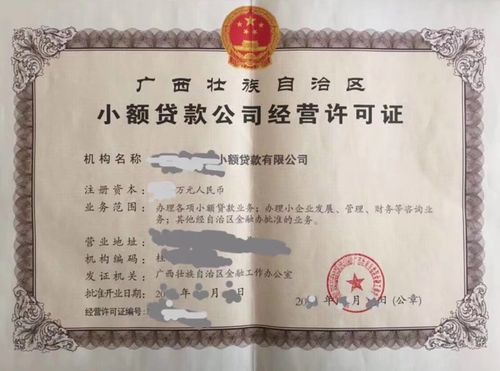 广西壮族自治区
小额贷款公司经营许可证
机构名称 小额贷款有限公司
注册资本: 万元人民币
业务范围: 办理各项小额贷款业务;办理小企业发展、管理、财务等咨询业
务;其他经自治区金融办批准的业务。
营业地址:
机构编码: 桂
发证机关: 广西壮族自治区金融工作办公室
批准开业日期: 20 年 月 日
20 年 月 日 (公章)
经营许可证编号: